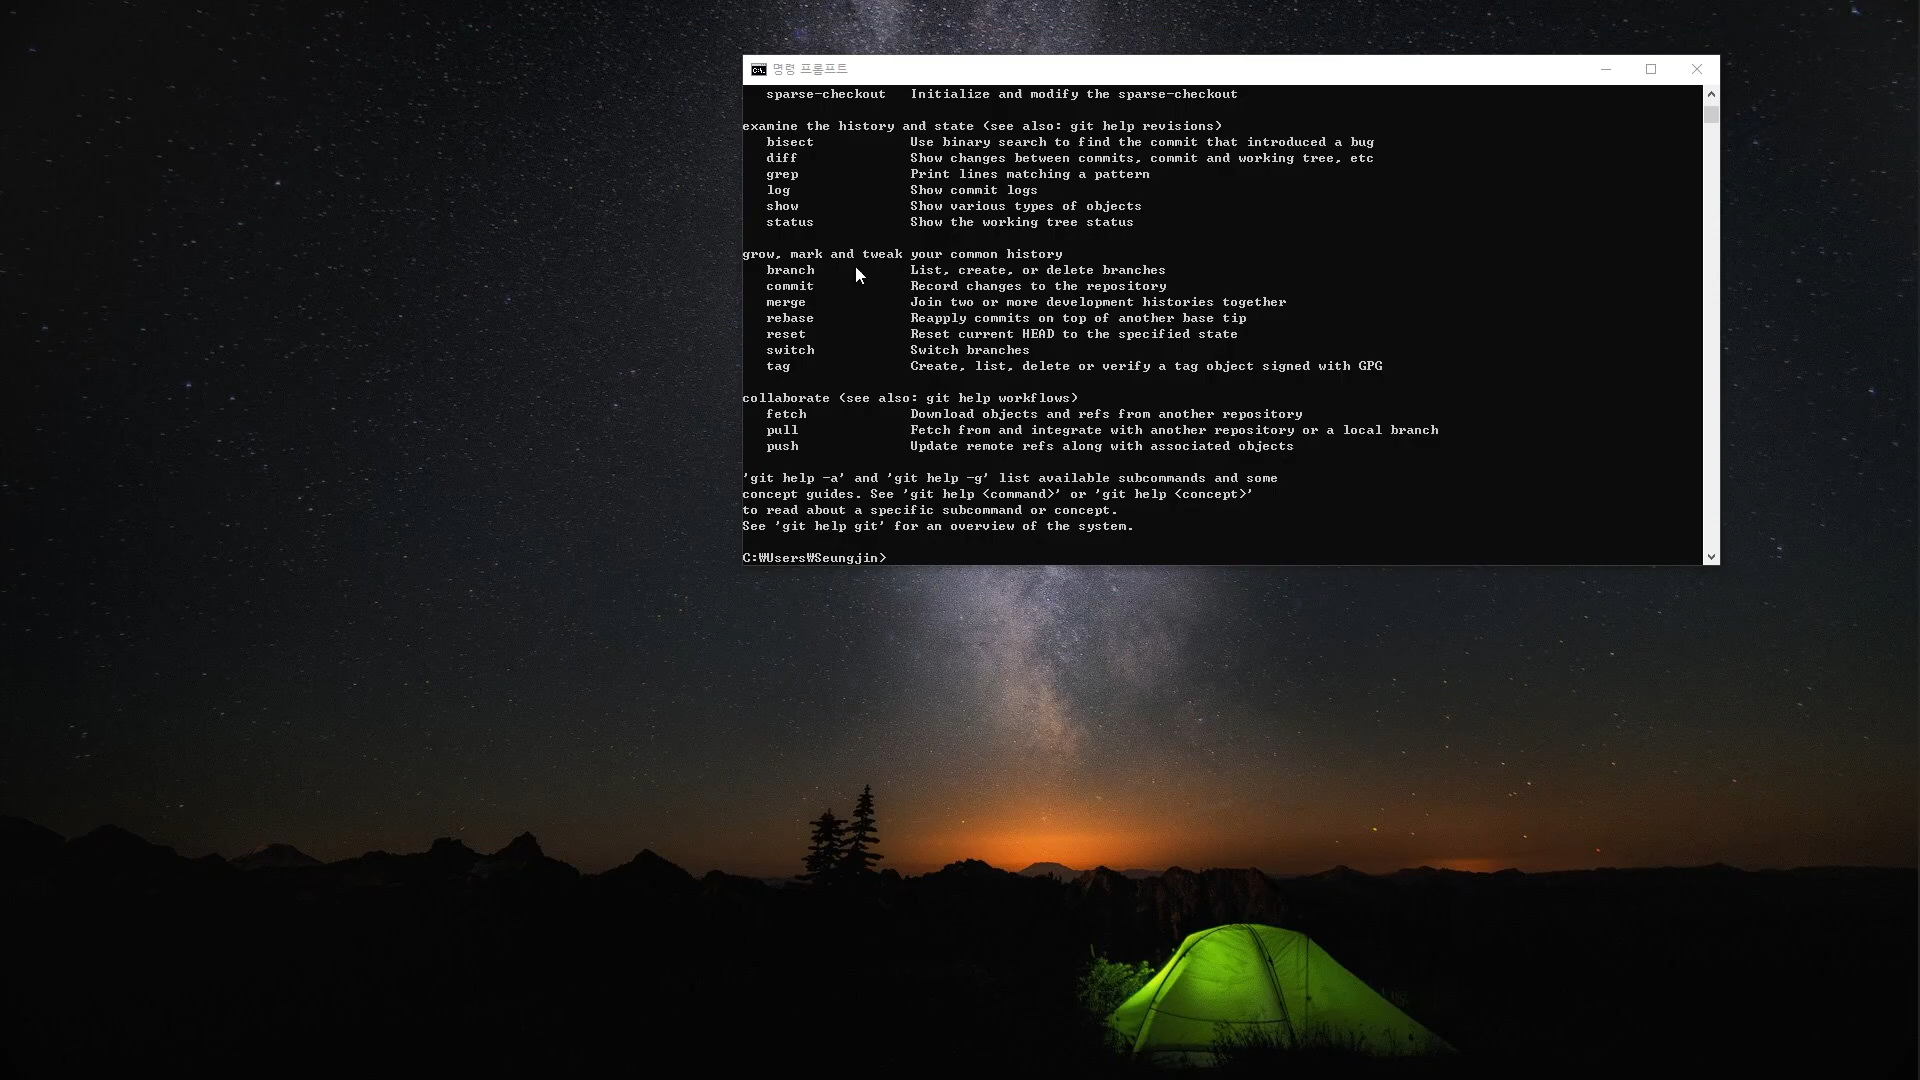 명령 프롬프트
sparse-checkout   Initialize and modify the sparse-checkout
examine the history and state (see also: git help revisions)
bisect            Use binary search to find the commit that introduced a bug
diff              Show changes between commits, commit and working tree, etc
grep              Print lines matching a pattern
log               Show commit logs
show              Show various types of objects
status            Show the working tree status
grow, mark and tweak your common history
branch            List, create, or delete branches
commit            Record changes to the repository
merge             Join two or more development histories together
rebase            Reapply commits on top of another base tip
reset             Reset current HEAD to the specified state
switch            Switch branches
tag               Create, list, delete or verify a tag object signed with GPG
collaborate (see also: git help workflows)
fetch             Download objects and refs from another repository
pull              Fetch from and integrate with another repository or a local branch
push              Update remote refs along with associated objects
'git help -a' and 'git help -g' list available subcommands and some
concept guides. See 'git help <command>' or 'git help <concept>'
to read about a specific subcommand or concept.
See 'git help git' for an overview of the system.
C:₩Users₩Seungjin>